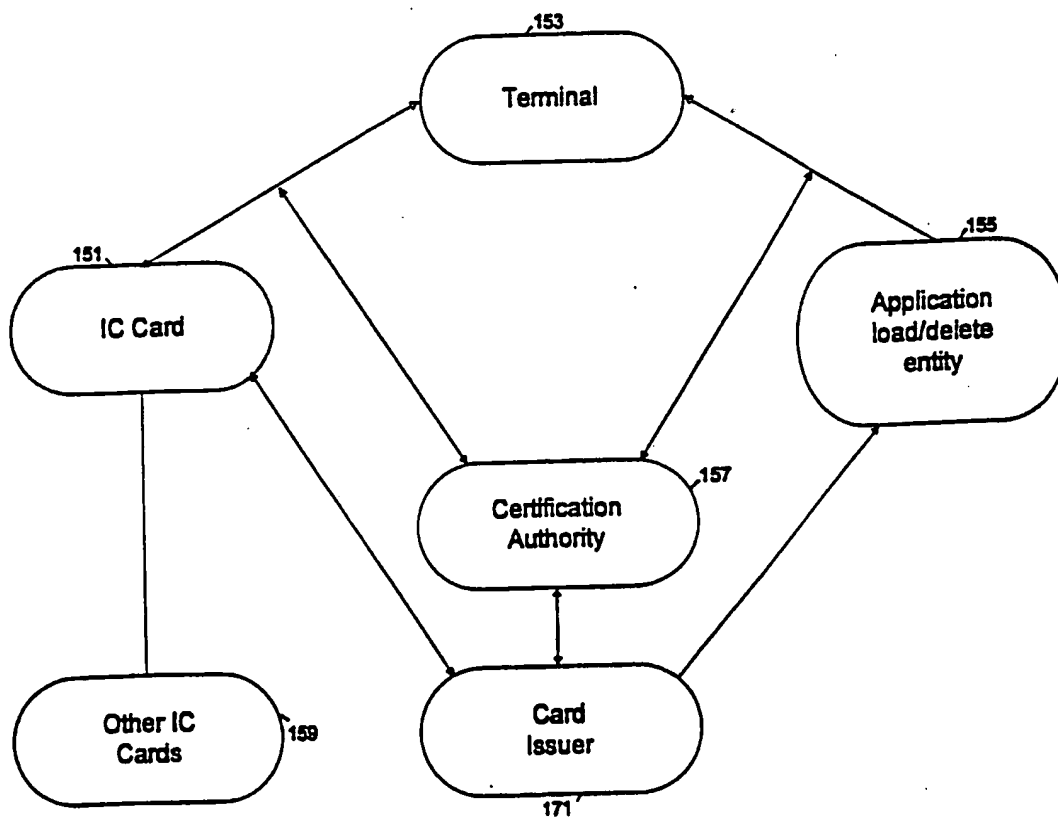 153
Terminal
151
IC Card
155
Application
load/delete
entity
Certification
Authority
157
Other IC
Cards
159
Card
Issuer
171